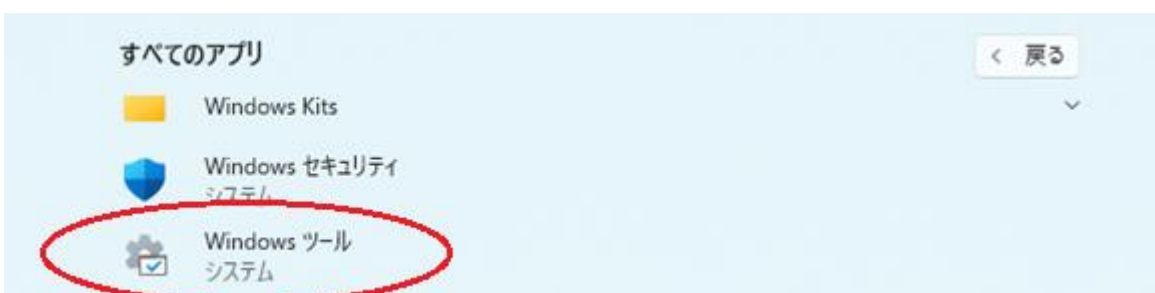 すべてのアプリ
< 戻る
Windows Kits
Windows セキュリティ
システム
Windows ツール
システム